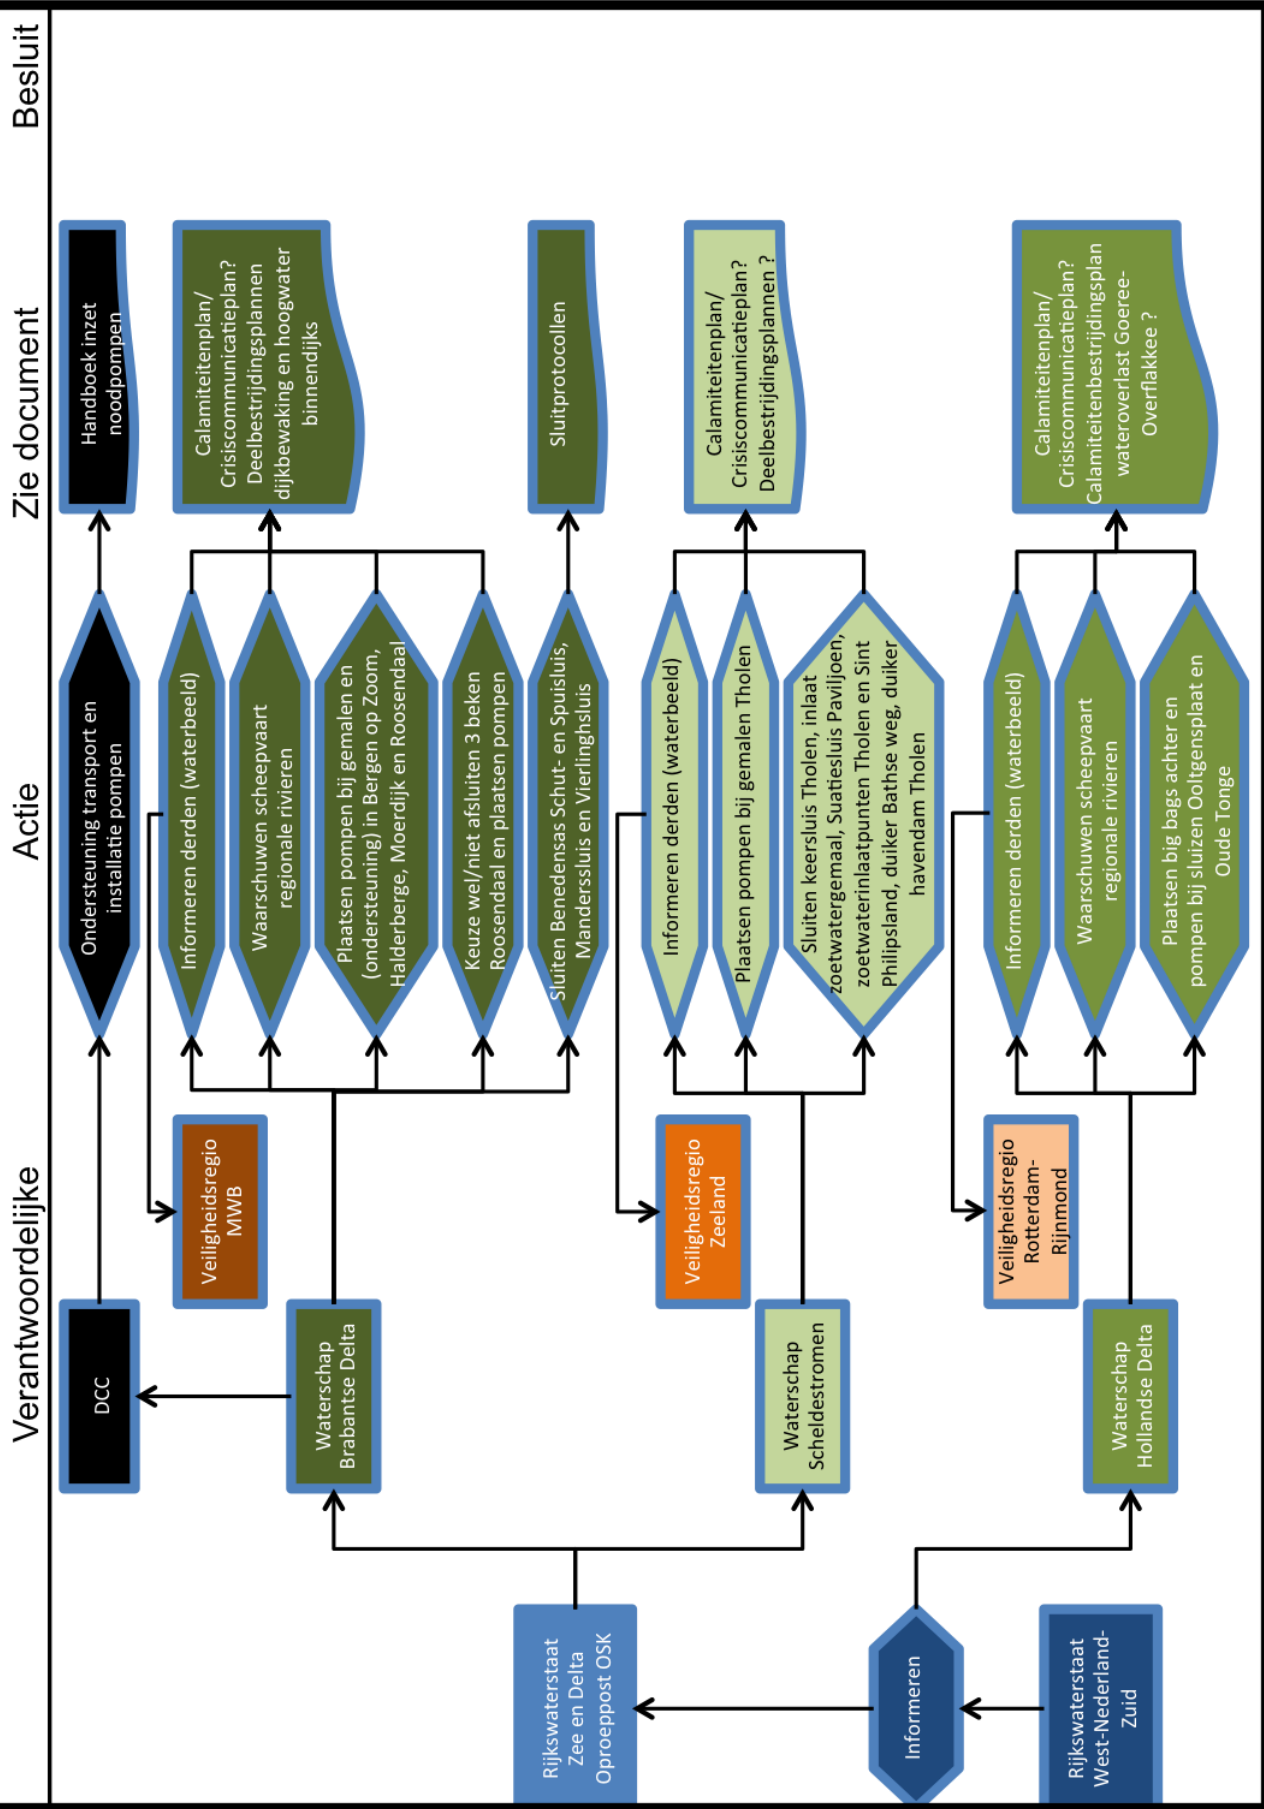 Verantwoordelijke
Actie
Zie document
Besluit
DCC
Ondersteuning transport en
installatie pompen
Handboek inzet
noodpompen
Veiligheidsregio
MWB
Waterschap
Brabantse Delta
Informeren derden (waterbeeld)
Waarschuwen scheepvaart
regionale rivieren
Plaatsen pompen bij gemalen en
(ondersteuning) in Bergen op Zoom,
Halderberge, Moerdijk en Roosendaal
Keuze wel/niet afsluiten 3 beken
Roosendaal en plaatsen pompen
Sluiten Benedensas Schut- en Spuisluis,
Manderssluis en Vierlinghsluis
Calamiteitenplan/
Crisiscommunicatieplan?
Deelbestrijdingsplannen
dijkbewaking en hoogwater
binnendijks
Sluitprotocollen
Rijkswaterstaat
Zee en Delta
Oproeppost OSK
Veiligheidsregio
Zeeland
Waterschap
Scheldestromen
Informeren derden (waterbeeld)
Plaatsen pompen bij gemalen Tholen
Sluiten keersluis Tholen, inlaat
zoetwatergemaal, Suatiesluis Paviljoen,
zoetwaterinlaatpunten Tholen en Sint
Philipsland, duiker Bathse weg, duiker
havendam Tholen
Calamiteitenplan/
Crisiscommunicatieplan?
Deelbestrijdingsplannen ?
Informeren
Rijkswaterstaat
West-Nederland-
Zuid
Veiligheidsregio
Rotterdam-
Rijnmond
Waterschap
Hollandse Delta
Informeren derden (waterbeeld)
Waarschuwen scheepvaart
regionale rivieren
Plaatsen big bags achter en
pompen bij sluizen Ooltgensplaat en
Oude Tonge
Calamiteitenplan/
Crisiscommunicatieplan?
Calamiteitenbestrijdingsplan
wateroverlast Goeree-
Overflakkee ?